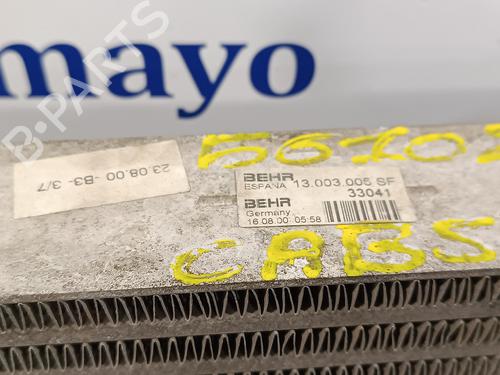 mayo
B-PARTS
56707
23.08.00 -B3- 3/7
BEHR 13.003.005 SF
ESPAÑA 33041
BEHR
Germany
16.08.00 05:58
CABS